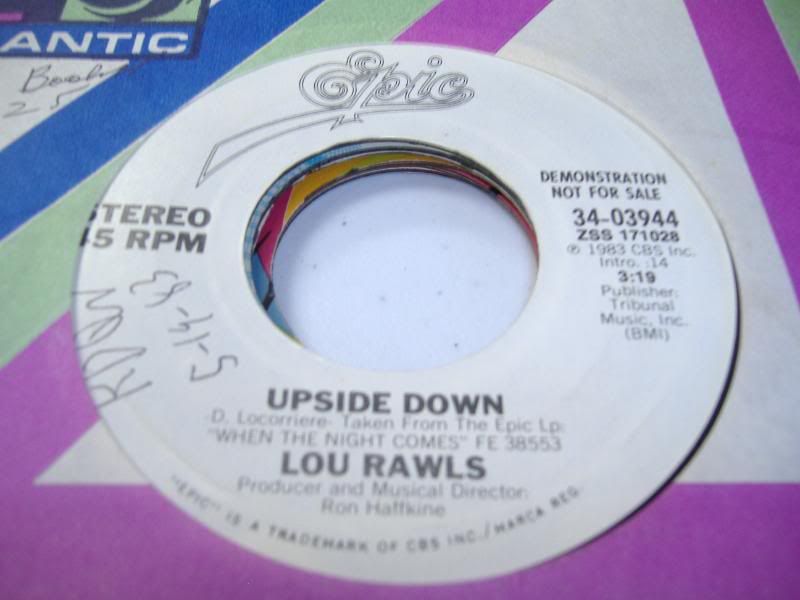 ANTIC
Book
25
Epic
STEREO
45 RPM
DEMONSTRATION
NOT FOR SALE
34-03944
ZSS 171028
℗ 1983 CBS Inc.
Intro. :14
3:19
Publisher:
Tribunal
Music, Inc.
(BMI)
5-14-83
UPSIDE DOWN
-D. Locorriere- Taken From The Epic Lp:
"WHEN THE NIGHT COMES" FE 38553
LOU RAWLS
Producer and Musical Director:
Ron Haffkine
"EPIC" IS A TRADEMARK OF CBS INC./MARCA REG.